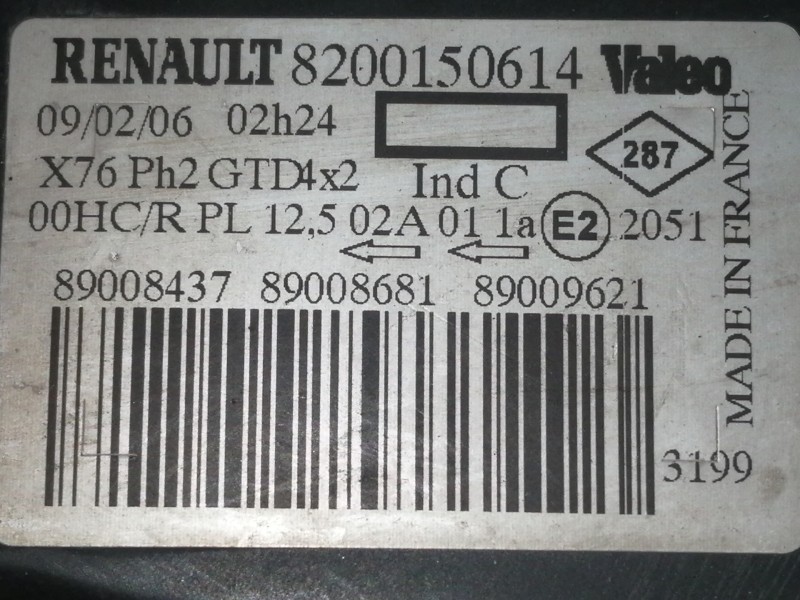 RENAULT 8200150614 Valeo
09/02/06 02h24
287
X76 Ph2 GTD4x2 Ind C
00HC/R PL 12,5 02A 01 1a E2 2051
89008437 89008681 89009621
3199
MADE IN FRANCE